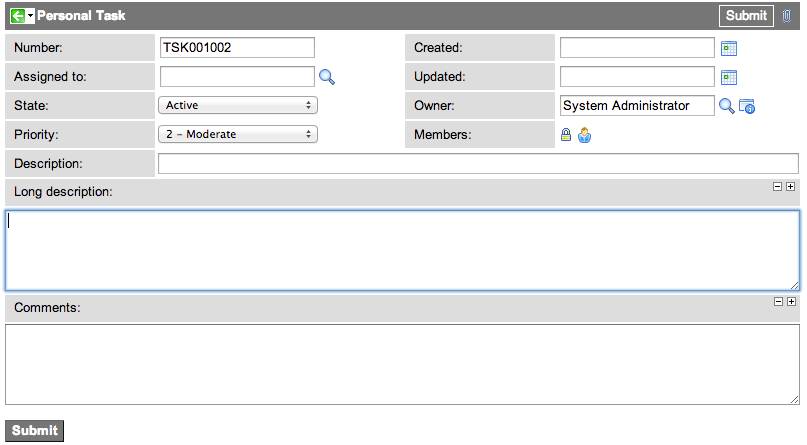 Personal Task Submit
Number: TSK001002 Created:
Assigned to: Updated:
State: Active Owner: System Administrator
Priority: 2 – Moderate Members:
Description:
Long description:
Comments:
Submit